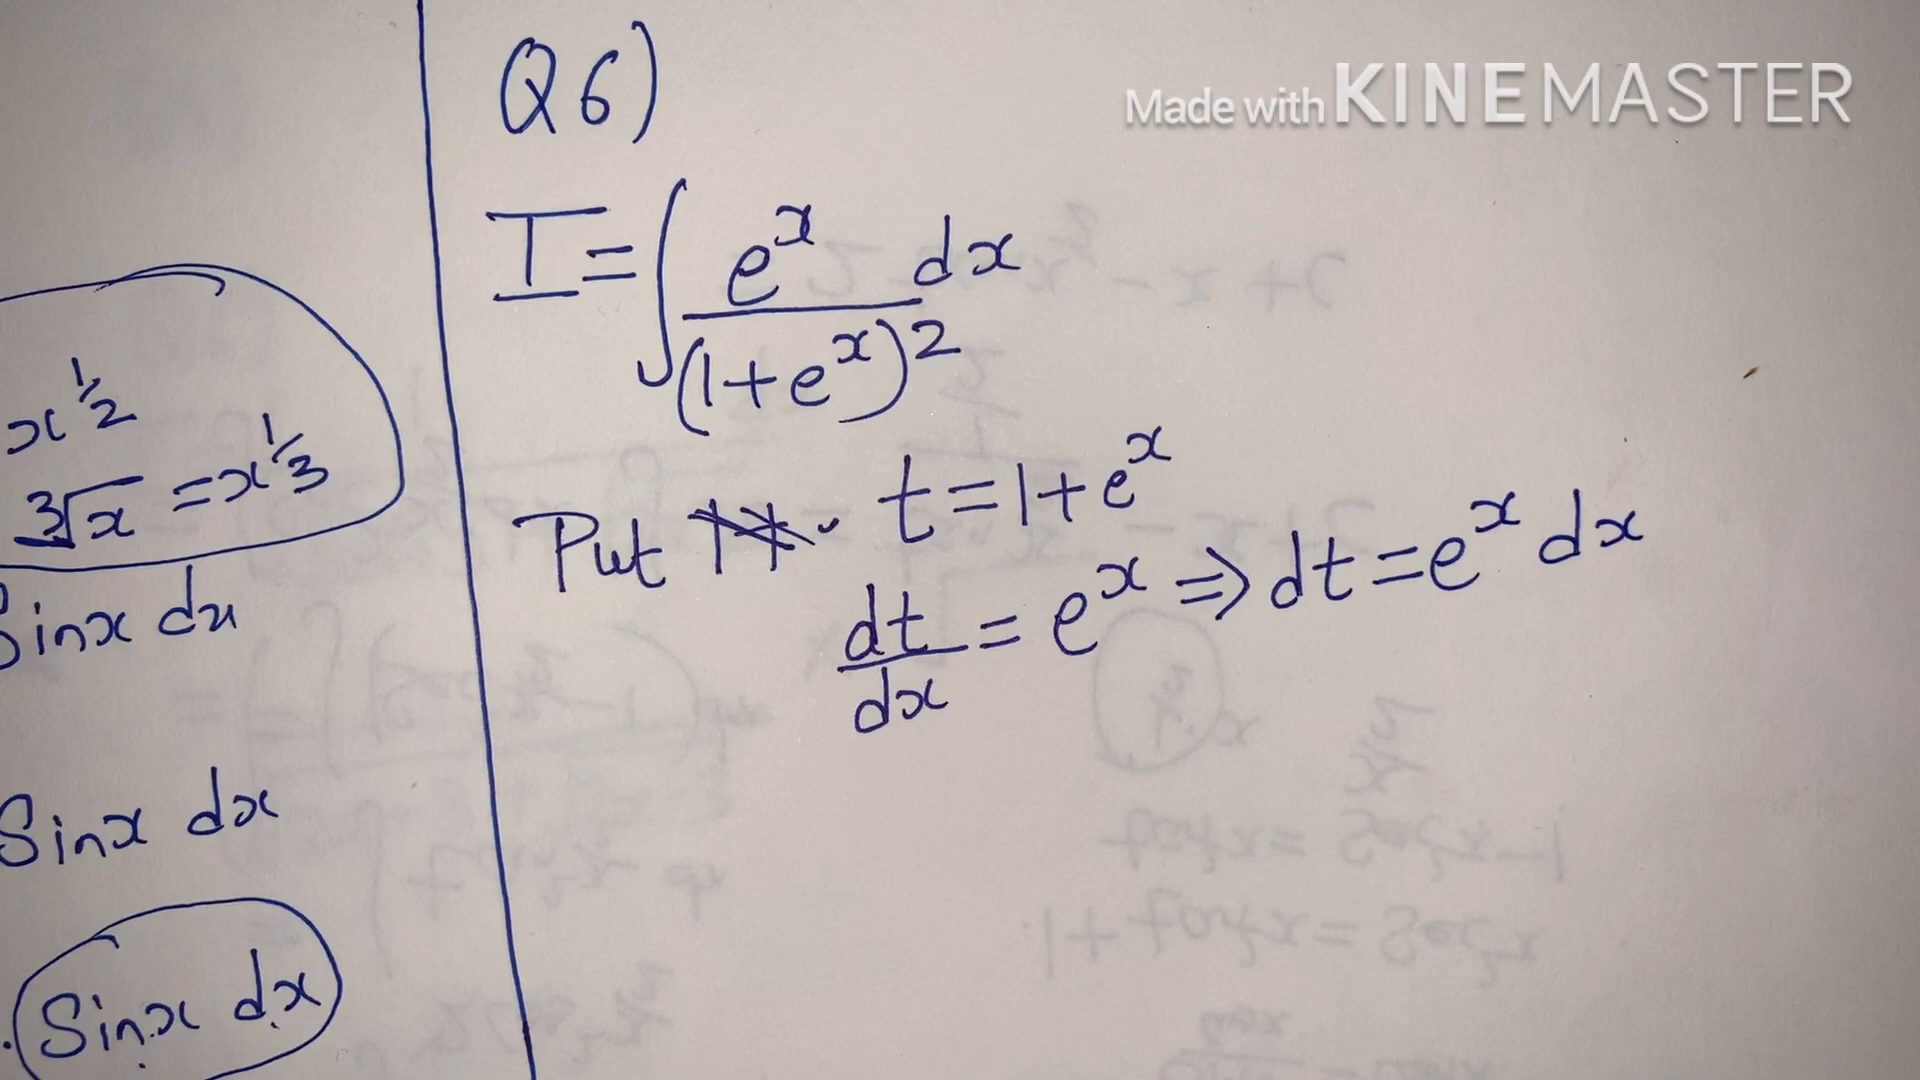 x^1/2
∛x = x^1/3
Sinx dx
Sinx dx
Sinx dx
Q6)
I = ∫ e^x dx / (1+e^x)^2
Put t = 1+e^x
dt/dx = e^x ⇒ dt = e^x dx
Made with KINEMASTER